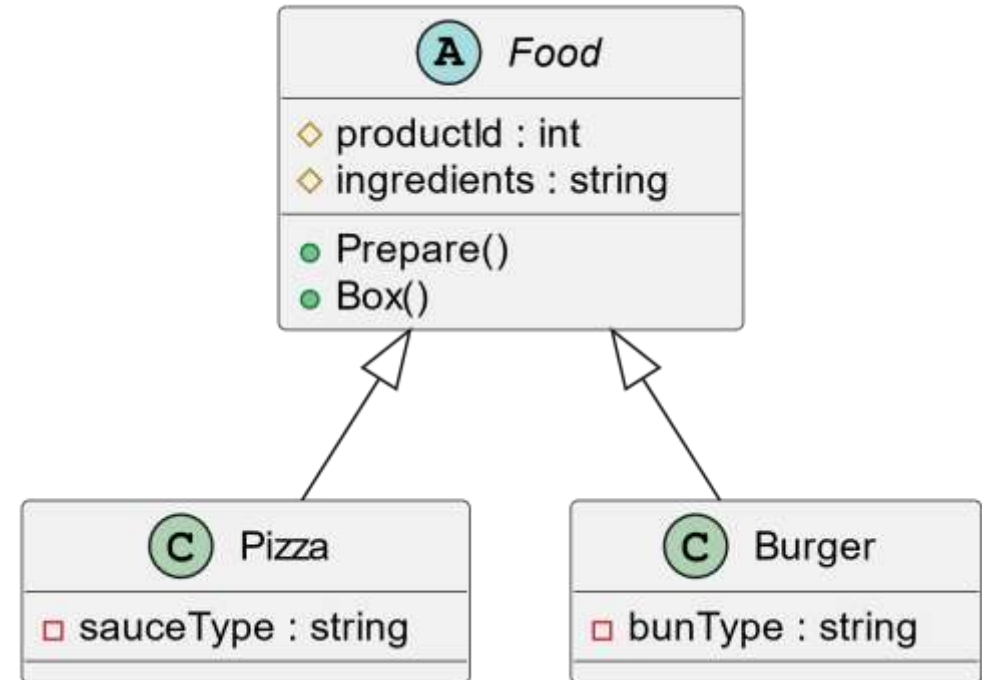 A Food
productId : int
ingredients : string
Prepare()
Box()
C Pizza
sauceType : string
C Burger
bunType : string